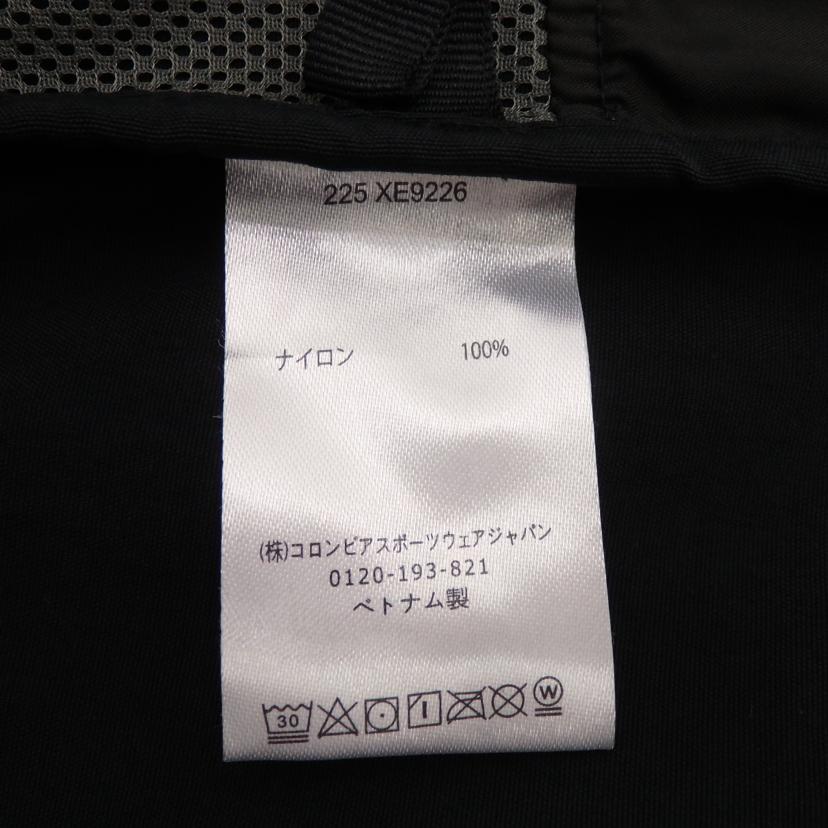 225 XE9226
ナイロン 100%
(株)コロンビアスポーツウェアジャパン
0120-193-821
ベトナム製
30 W